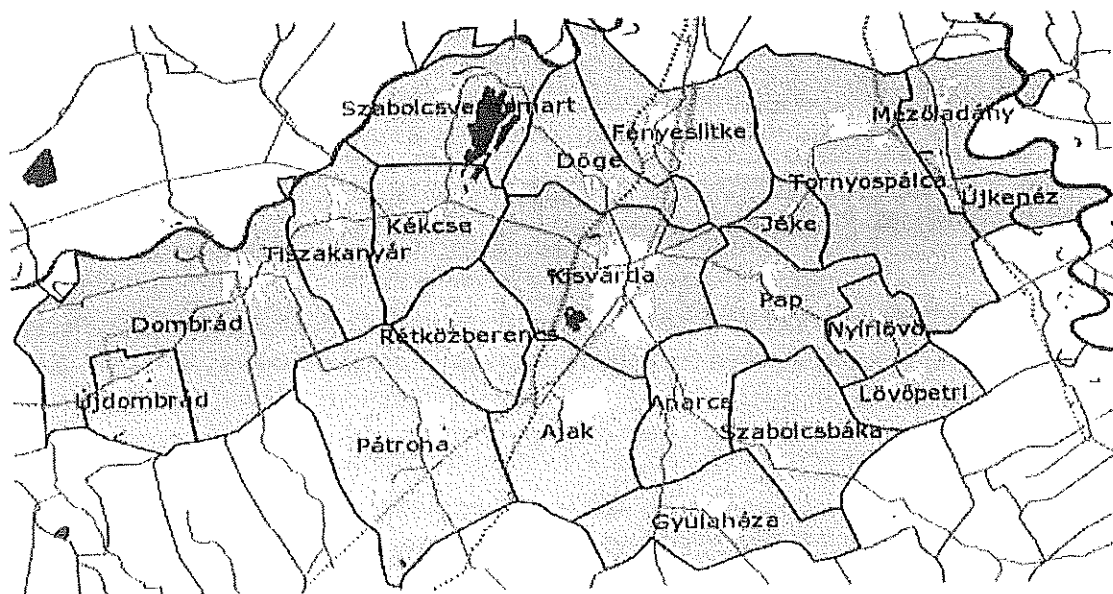 Szabolcsveresmart
Mezőladány
Fényeslitke
Döge
Tornyospálca
Újkenéz
Kékcse
Jéke
Tiszakanyár
Kisvárda
Pap
Dombrád
Rétközberencs
Nyírlövő
Újdombrád
Anarcs
Lövőpetri
Pátroha
Ajak
Szabolcsbáka
Gyulaháza